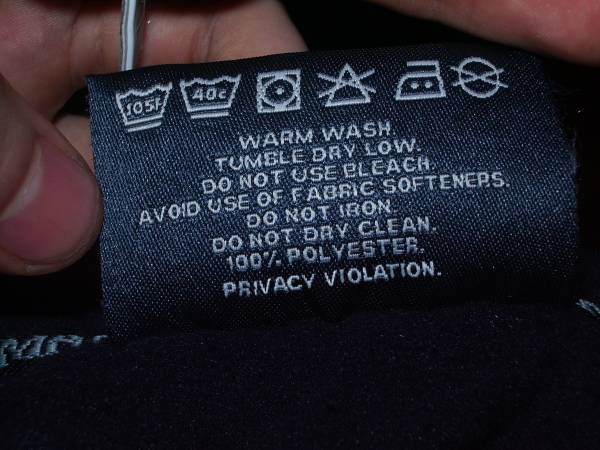 105F 40c
WARM WASH.
TUMBLE DRY LOW.
DO NOT USE BLEACH.
AVOID USE OF FABRIC SOFTENERS.
DO NOT IRON.
DO NOT DRY CLEAN.
100% POLYESTER.
PRIVACY VIOLATION.